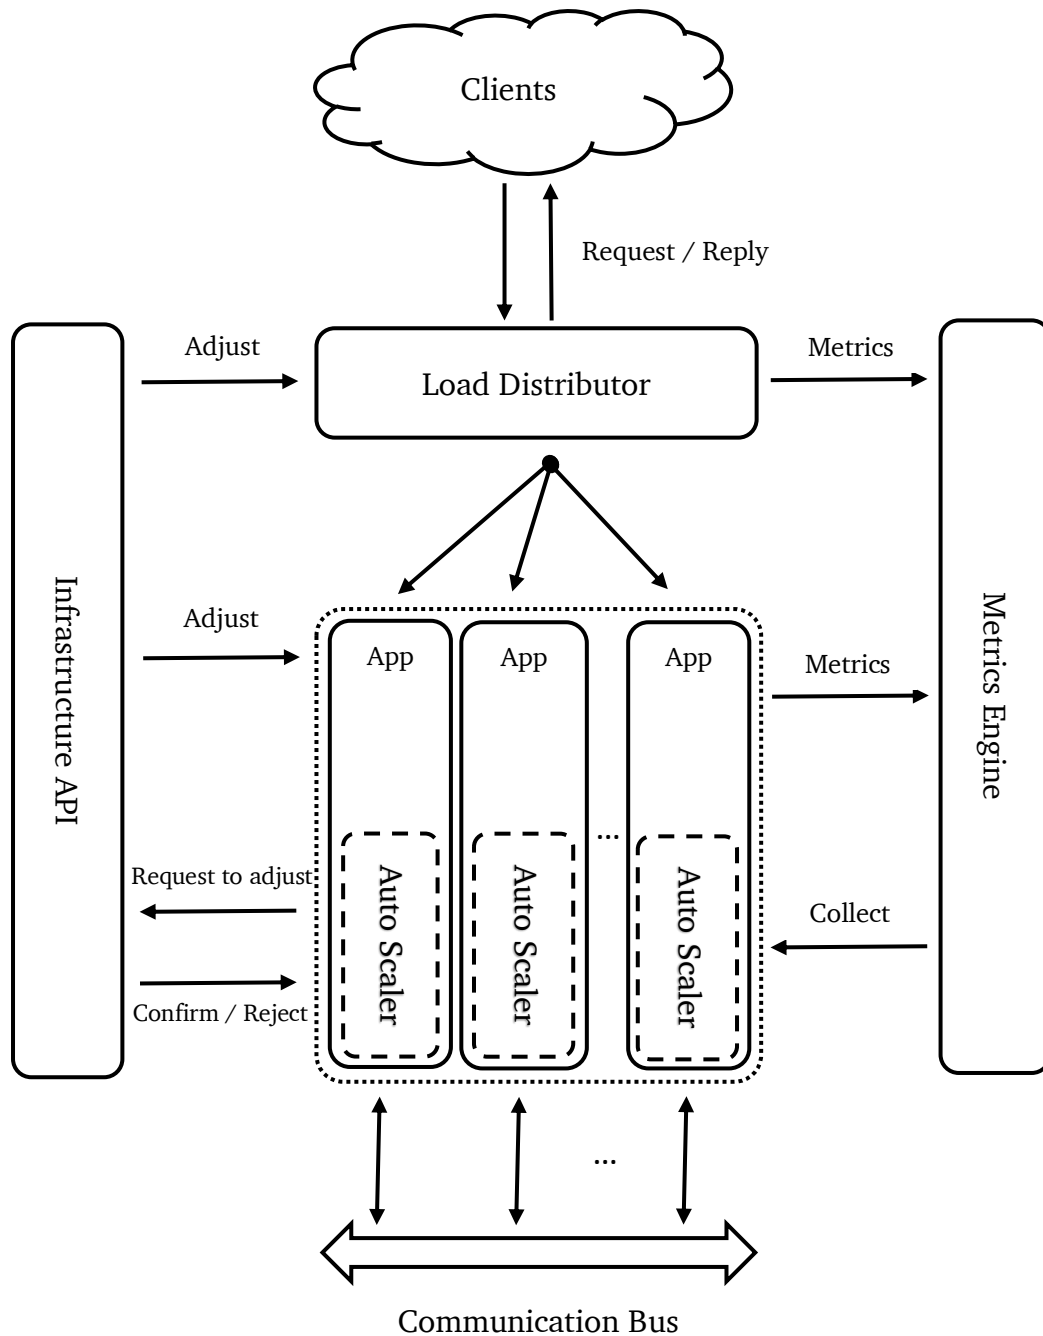 Clients
Request / Reply
Adjust
Load Distributor
Metrics
Infrastructure API
Adjust
App
App
App
Metrics
Metrics Engine
...
Request to adjust
Auto Scaler
Auto Scaler
Auto Scaler
Collect
Confirm / Reject
...
Communication Bus